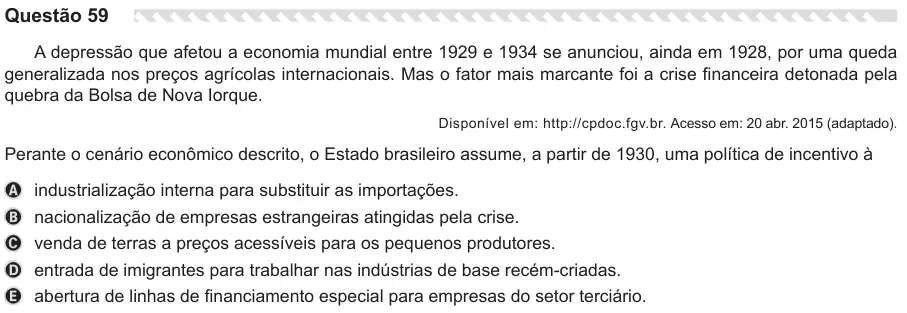 Questão 59
A depressão que afetou a economia mundial entre 1929 e 1934 se anunciou, ainda em 1928, por uma queda
generalizada nos preços agrícolas internacionais. Mas o fator mais marcante foi a crise financeira detonada pela
quebra da Bolsa de Nova Iorque.
Disponível em: http://cpdoc.fgv.br. Acesso em: 20 abr. 2015 (adaptado).
Perante o cenário econômico descrito, o Estado brasileiro assume, a partir de 1930, uma política de incentivo à
A industrialização interna para substituir as importações.
B nacionalização de empresas estrangeiras atingidas pela crise.
C venda de terras a preços acessíveis para os pequenos produtores.
D entrada de imigrantes para trabalhar nas indústrias de base recém-criadas.
E abertura de linhas de financiamento especial para empresas do setor terciário.